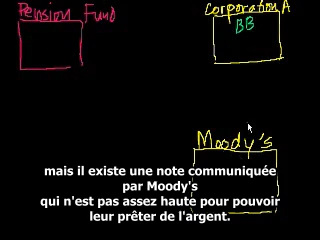 Pension Fund
Corporation A
BB
Moody's
mais il existe une note communiquée
par Moody's
qui n'est pas assez haute pour pouvoir
leur prêter de l'argent.